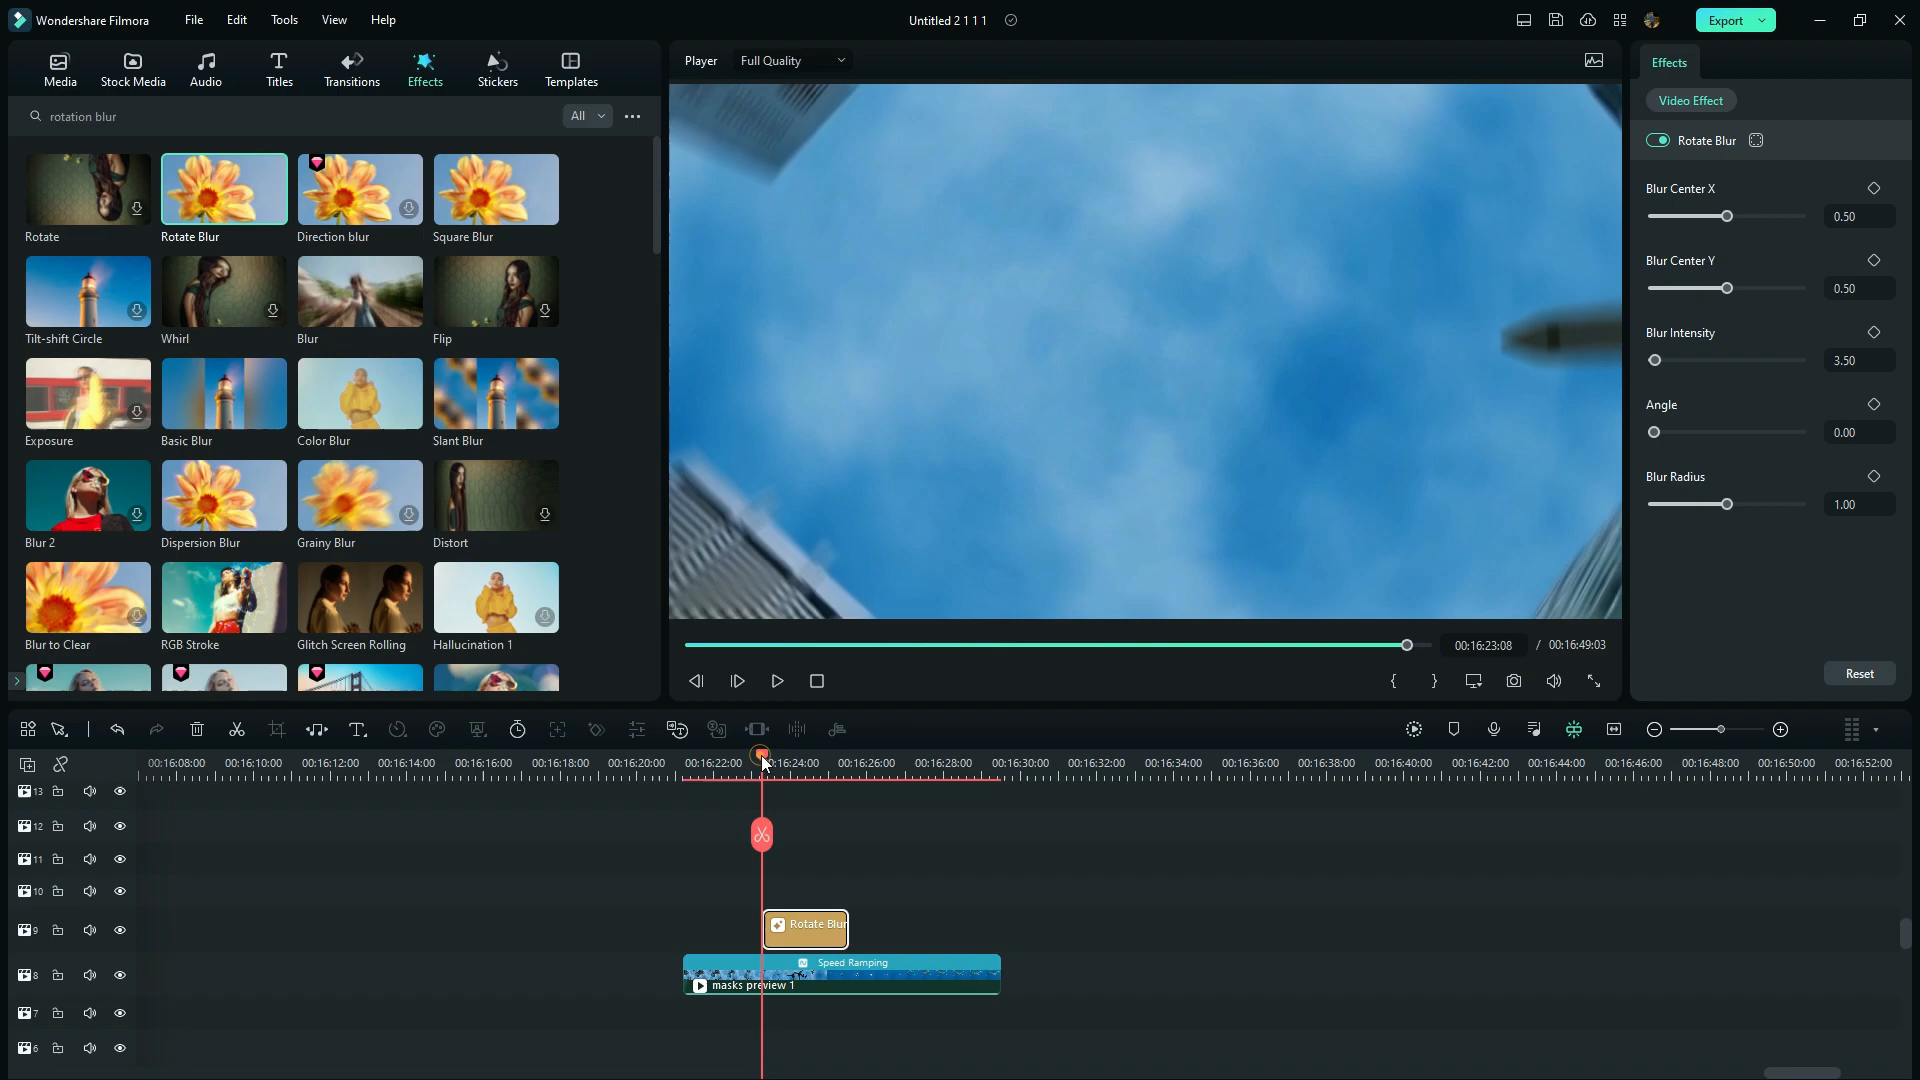 Wondershare Filmora File Edit Tools View Help Untitled 2 1 1 1 Export
Media Stock Media Audio Titles Transitions Effects Stickers Templates
rotation blur All
Rotate Rotate Blur Direction blur Square Blur
Tilt-shift Circle Whirl Blur Flip
Exposure Basic Blur Color Blur Slant Blur
Blur 2 Dispersion Blur Grainy Blur Distort
Blur to Clear RGB Stroke Glitch Screen Rolling Hallucination 1
Player Full Quality
00:16:23:08 / 00:16:49:03
Effects
Video Effect
Rotate Blur
Blur Center X
0.50
Blur Center Y
0.50
Blur Intensity
3.50
Angle
0.00
Blur Radius
1.00
Reset
00:16:08:00 00:16:10:00 00:16:12:00 00:16:14:00 00:16:16:00 00:16:18:00 00:16:20:00 00:16:22:00 :16:24:00 00:16:26:00 00:16:28:00 00:16:30:00 00:16:32:00 00:16:34:00 00:16:36:00 00:16:38:00 00:16:40:00 00:16:42:00 00:16:44:00 00:16:46:00 00:16:48:00 00:16:50:00 00:16:52:00
13
12
11
10
9 Rotate Blur
8 Speed Ramping
masks preview 1
7
6